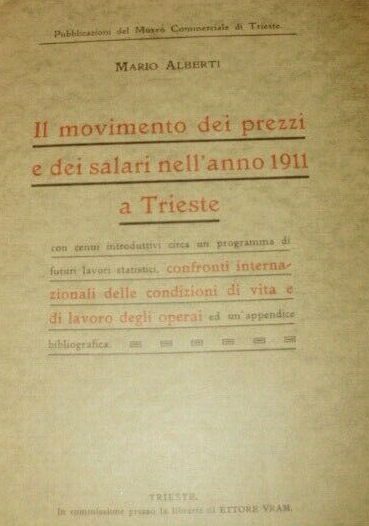 Pubblicazioni del Museo Commerciale di Trieste.
MARIO ALBERTI
Il movimento dei prezzi
e dei salari nell'anno 1911
a Trieste
con cenni introduttivi circa un programma di
futuri lavori statistici, confronti interna-
zionali delle condizioni di vita e
di lavoro degli operai ed un'appendice
bibliografica.
TRIESTE,
In commissione presso la libreria di ETTORE VRAM.